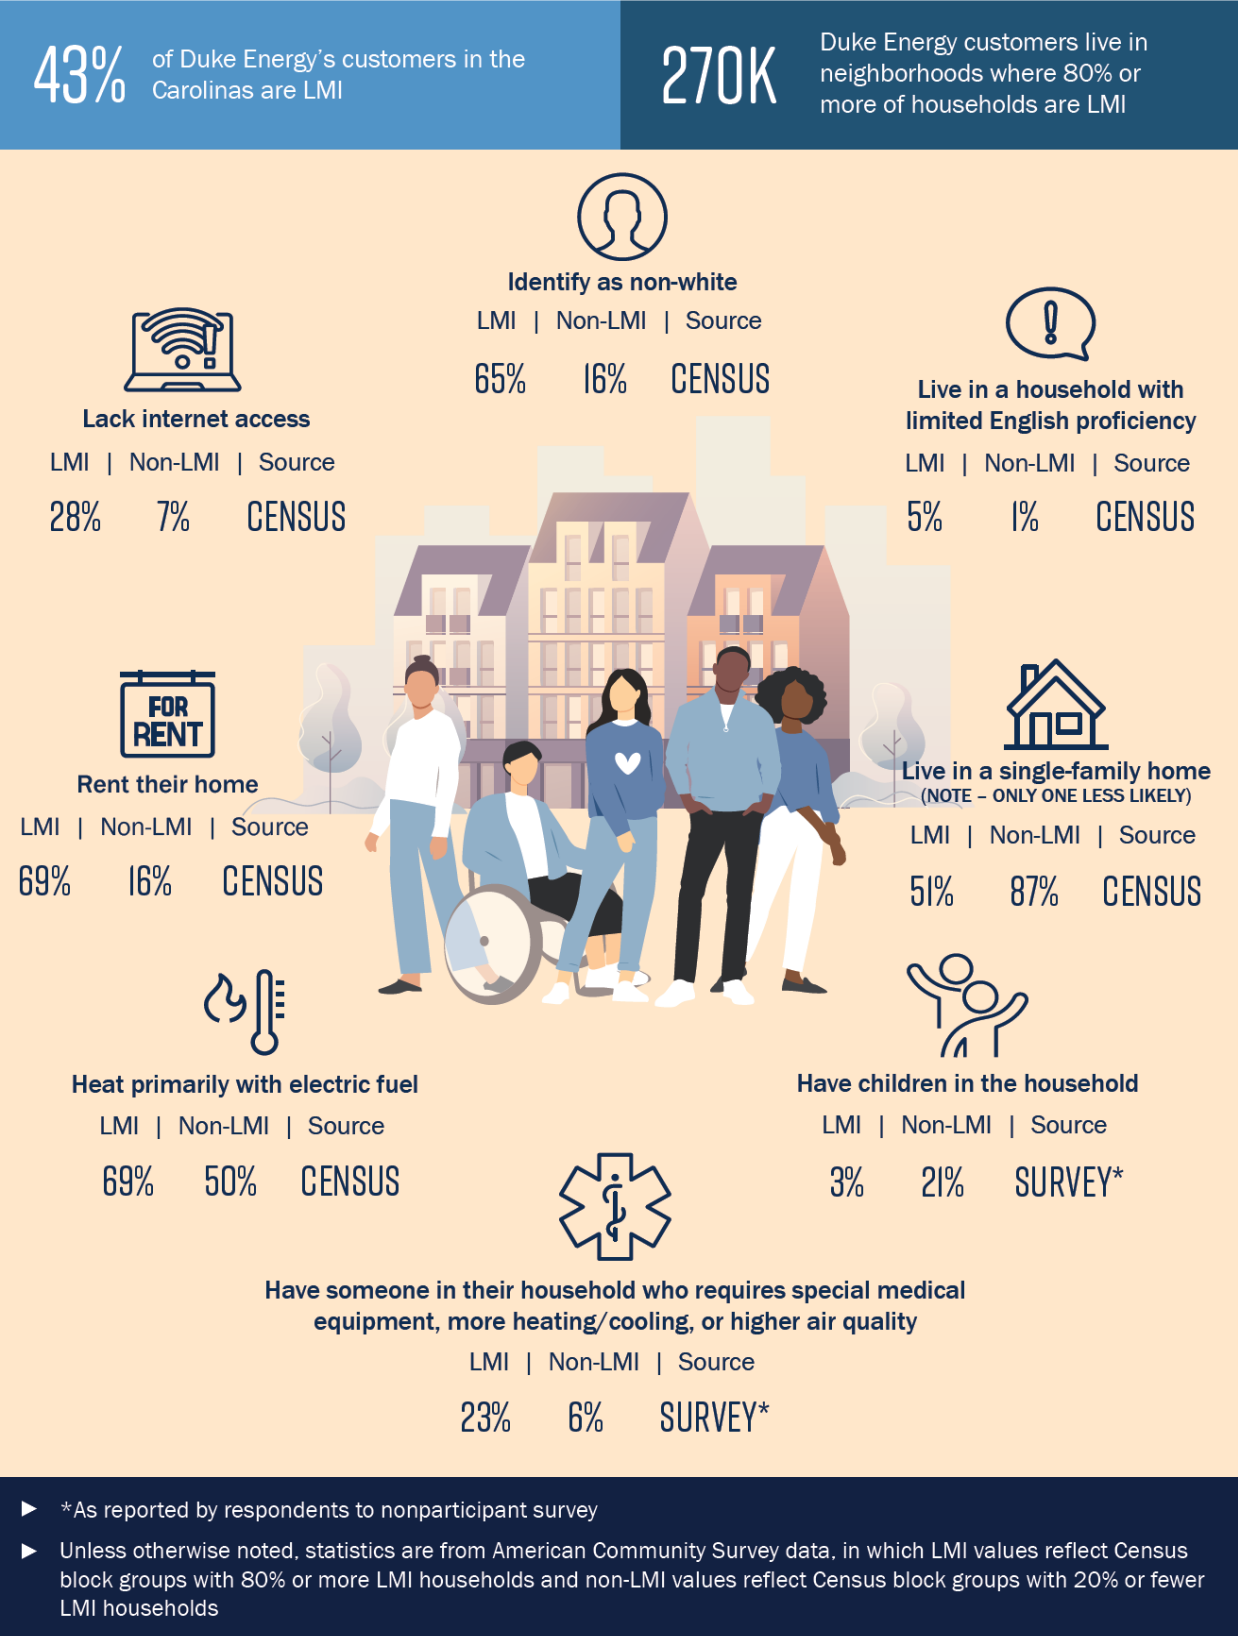 43%
of Duke Energy's customers in the
Carolinas are LMI
270K
Duke Energy customers live in
neighborhoods where 80% or
more of households are LMI
Identify as non-white
LMI | Non-LMI | Source
65% 16% CENSUS
Lack internet access
LMI | Non-LMI | Source
28% 7% CENSUS
Live in a household with
limited English proficiency
LMI | Non-LMI | Source
5% 1% CENSUS
FOR
RENT
Rent their home
LMI | Non-LMI | Source
69% 16% CENSUS
Live in a single-family home
(NOTE – ONLY ONE LESS LIKELY)
LMI | Non-LMI | Source
51% 87% CENSUS
Heat primarily with electric fuel
LMI | Non-LMI | Source
69% 50% CENSUS
Have children in the household
LMI | Non-LMI | Source
3% 21% SURVEY*
Have someone in their household who requires special medical
equipment, more heating/cooling, or higher air quality
LMI | Non-LMI | Source
23% 6% SURVEY*
► *As reported by respondents to nonparticipant survey
► Unless otherwise noted, statistics are from American Community Survey data, in which LMI values reflect Census
block groups with 80% or more LMI households and non-LMI values reflect Census block groups with 20% or fewer
LMI households